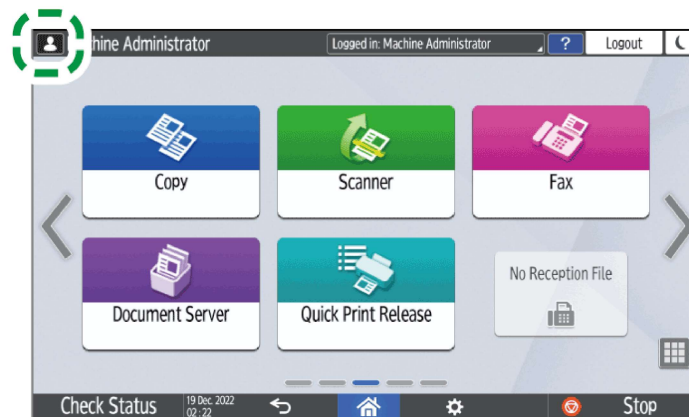 hine Administrator
Logged in: Machine Administrator
?
Logout
Copy
Scanner
Fax
Document Server
Quick Print Release
No Reception File
Check Status
19 Dec. 2022
02:22
Stop